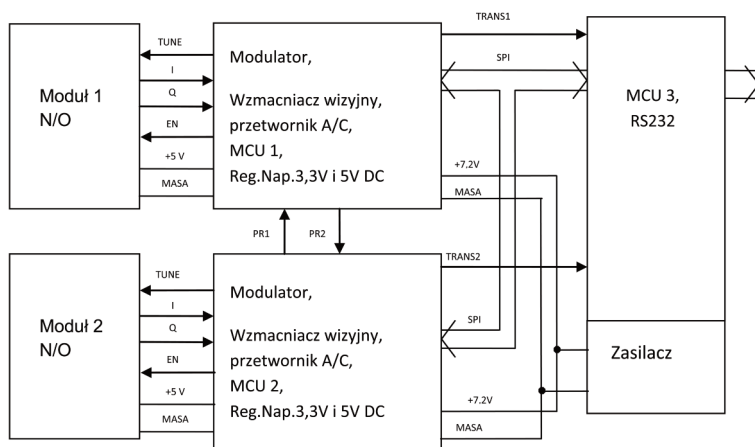 TRANS1
TUNE
I
Q
EN
+5 V
MASA
Moduł 1
N/O
Modulator,
Wzmacniacz wizyjny,
przetwornik A/C,
MCU 1,
Reg.Nap.3,3V i 5V DC
SPI
+7.2V
MASA
MCU 3,
RS232
PR1
PR2
TUNE
I
Q
EN
+5 V
MASA
Moduł 2
N/O
Modulator,
Wzmacniacz wizyjny,
przetwornik A/C,
MCU 2,
Reg.Nap.3,3V i 5V DC
TRANS2
SPI
+7.2V
MASA
Zasilacz